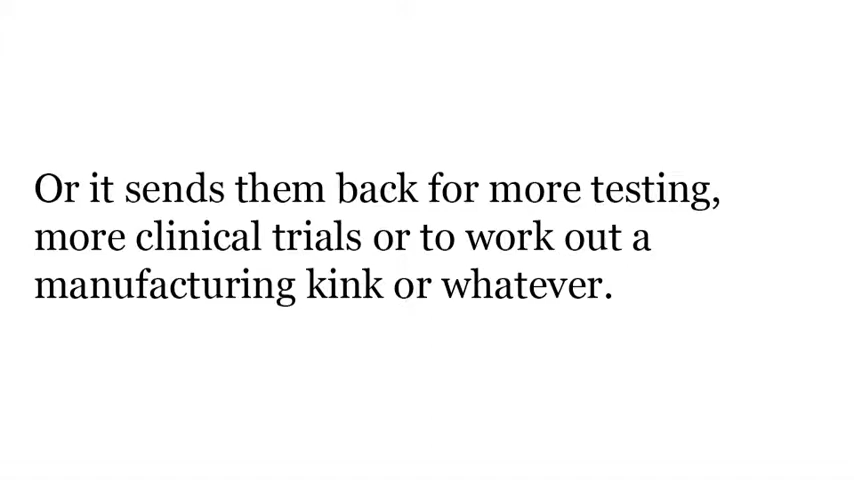 Or it sends them back for more testing,
more clinical trials or to work out a
manufacturing kink or whatever.